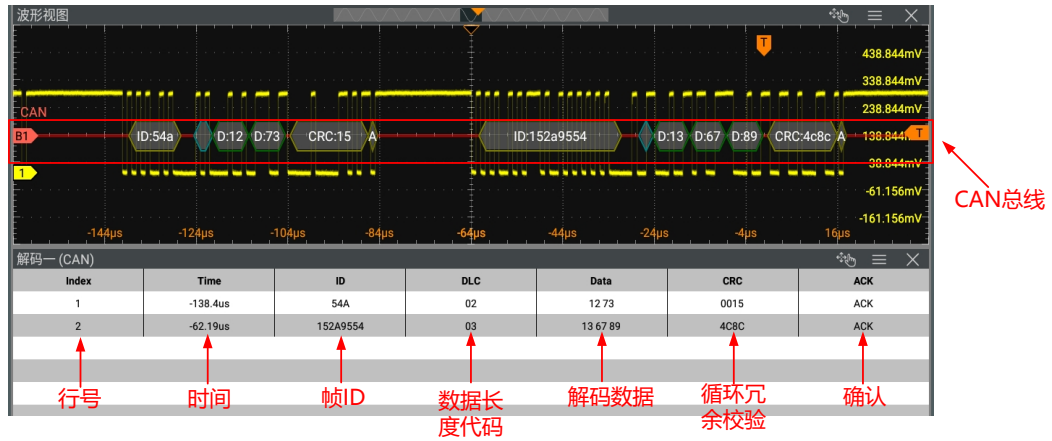 波形视图
T
438.844mV
338.844mV
238.844mV
CAN
B1 ID:54a D:12 D:73 CRC:15 A ID:152a9554 D:13 D:67 D:89 CRC:4c8c A 138.844mV T
38.844mV
1
-61.156mV
-161.156mV
-144μs -124μs -104μs -84μs -64μs -44μs -24μs -4μs 16μs
CAN总线
解码一 (CAN)
Index Time ID DLC Data CRC ACK
1 -138.4us 54A 02 12 73 0015 ACK
2 -62.19us 152A9554 03 13 67 89 4C8C ACK
行号 时间 帧ID 数据长度代码 解码数据 循环冗余校验 确认